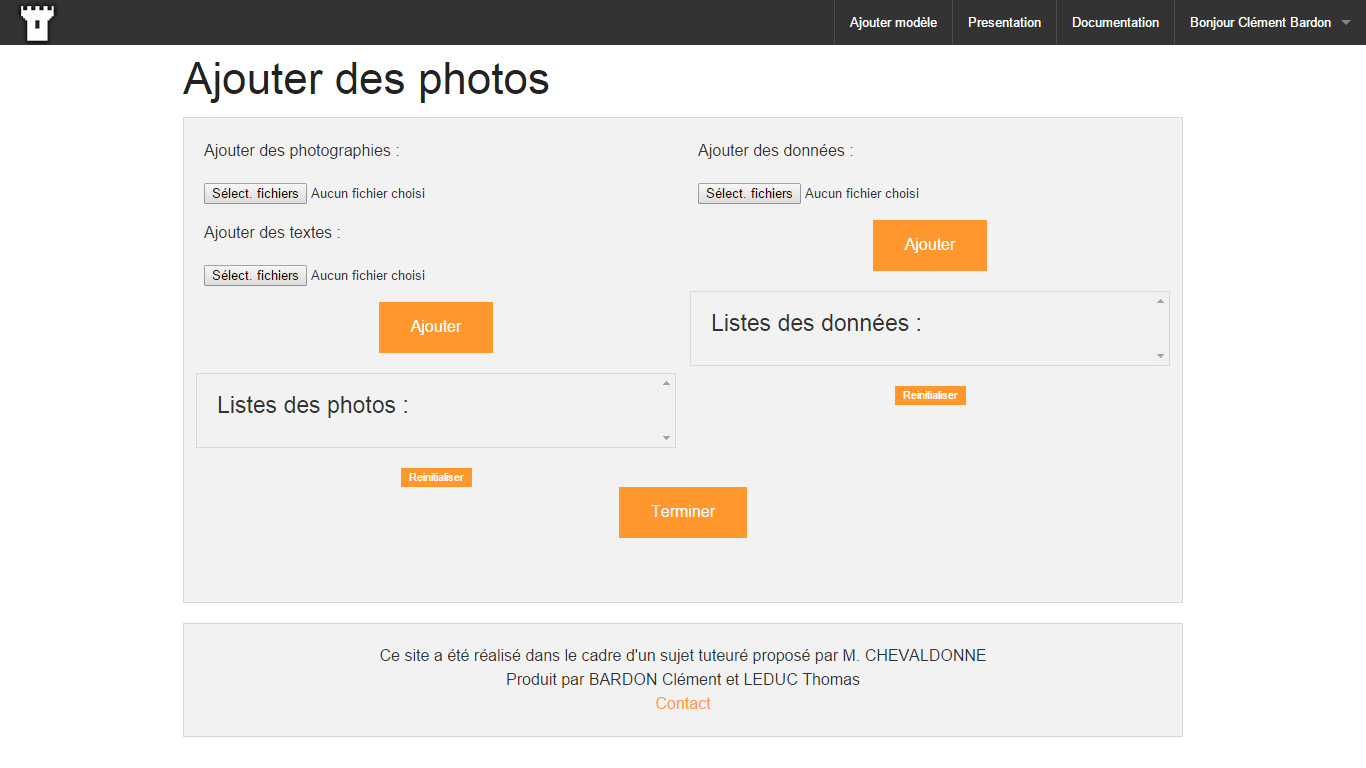 Ajouter modèle
Presentation
Documentation
Bonjour Clément Bardon
Ajouter des photos
Ajouter des photographies :
Sélect. fichiers Aucun fichier choisi
Ajouter des textes :
Sélect. fichiers Aucun fichier choisi
Ajouter
Listes des photos :
Reinitialiser
Ajouter des données :
Sélect. fichiers Aucun fichier choisi
Ajouter
Listes des données :
Reinitialiser
Terminer
Ce site a été réalisé dans le cadre d'un sujet tuteuré proposé par M. CHEVALDONNE
Produit par BARDON Clément et LEDUC Thomas
Contact